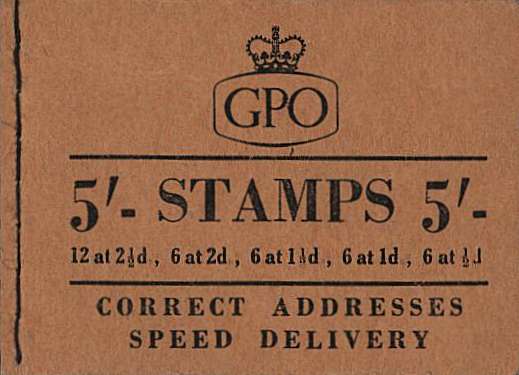 GPO
5/- STAMPS 5/-
12 at 2½d , 6 at 2d , 6 at 1½d , 6 at 1d , 6 at ½d
CORRECT ADDRESSES
SPEED DELIVERY